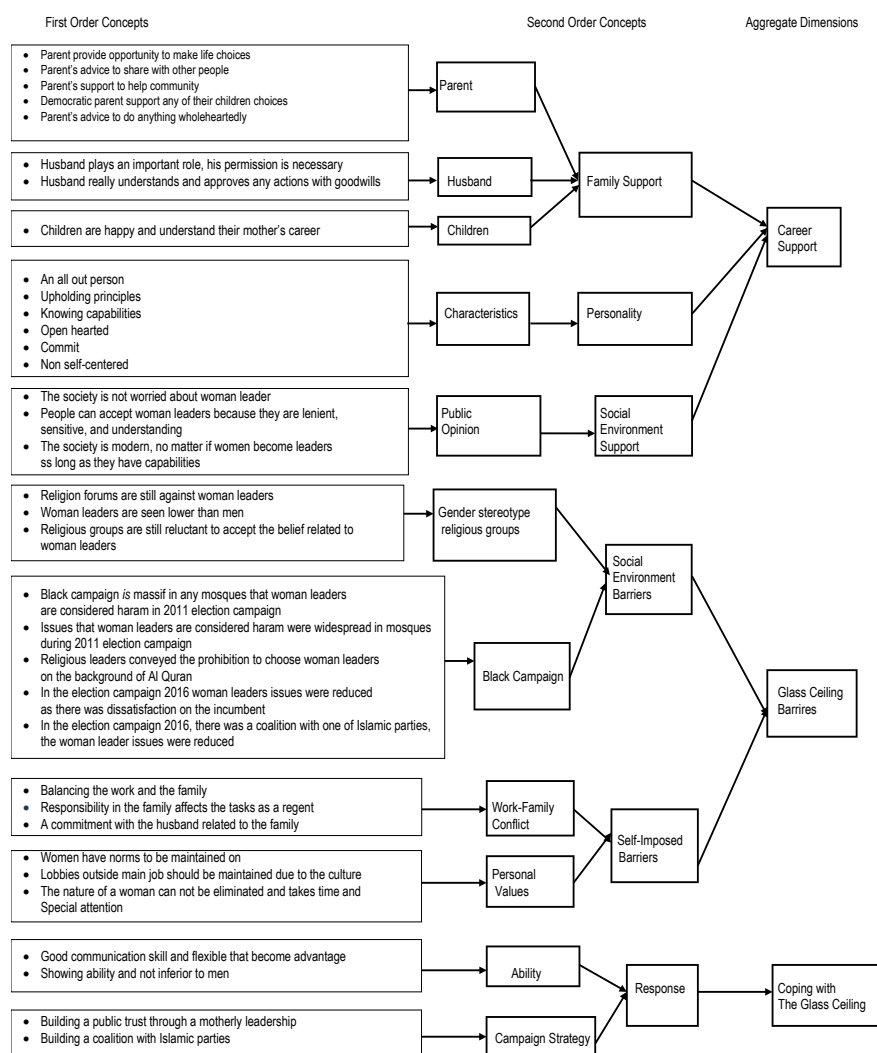 First Order Concepts
Second Order Concepts
Aggregate Dimensions
• Parent provide opportunity to make life choices
• Parent's advice to share with other people
• Parent's support to help community
• Democratic parent support any of their children choices
• Parent's advice to do anything wholeheartedly
Parent
• Husband plays an important role, his permission is necessary
• Husband really understands and approves any actions with goodwills
Husband
Family Support
• Children are happy and understand their mother's career
Children
Career
Support
• An all out person
• Upholding principles
• Knowing capabilities
• Open hearted
• Commit
• Non self-centered
Characteristics
Personality
• The society is not worried about woman leader
• People can accept woman leaders because they are lenient,
sensitive, and understanding
• The society is modern, no matter if women become leaders
ss long as they have capabilities
Public
Opinion
Social
Environment
Support
• Religion forums are still against woman leaders
• Woman leaders are seen lower than men
• Religious groups are still reluctant to accept the belief related to
woman leaders
Gender stereotype
religious groups
Social
Environment
Barriers
• Black campaign is massif in any mosques that woman leaders
are considered haram in 2011 election campaign
• Issues that woman leaders are considered haram were widespread in mosques
during 2011 election campaign
• Religious leaders conveyed the prohibition to choose woman leaders
on the background of Al Quran
• In the election campaign 2016 woman leaders issues were reduced
as there was dissatisfaction on the incumbent
• In the election campaign 2016, there was a coalition with one of Islamic parties,
the woman leader issues were reduced
Black Campaign
Glass Ceiling
Barrires
• Balancing the work and the family
• Responsibility in the family affects the tasks as a regent
• A commitment with the husband related to the family
Work-Family
Conflict
Self-Imposed
Barriers
• Women have norms to be maintained on
• Lobbies outside main job should be maintained due to the culture
• The nature of a woman can not be eliminated and takes time and
Special attention
Personal
Values
• Good communication skill and flexible that become advantage
• Showing ability and not inferior to men
Ability
Response
Coping with
The Glass Ceiling
• Building a public trust through a motherly leadership
• Building a coalition with Islamic parties
Campaign Strategy